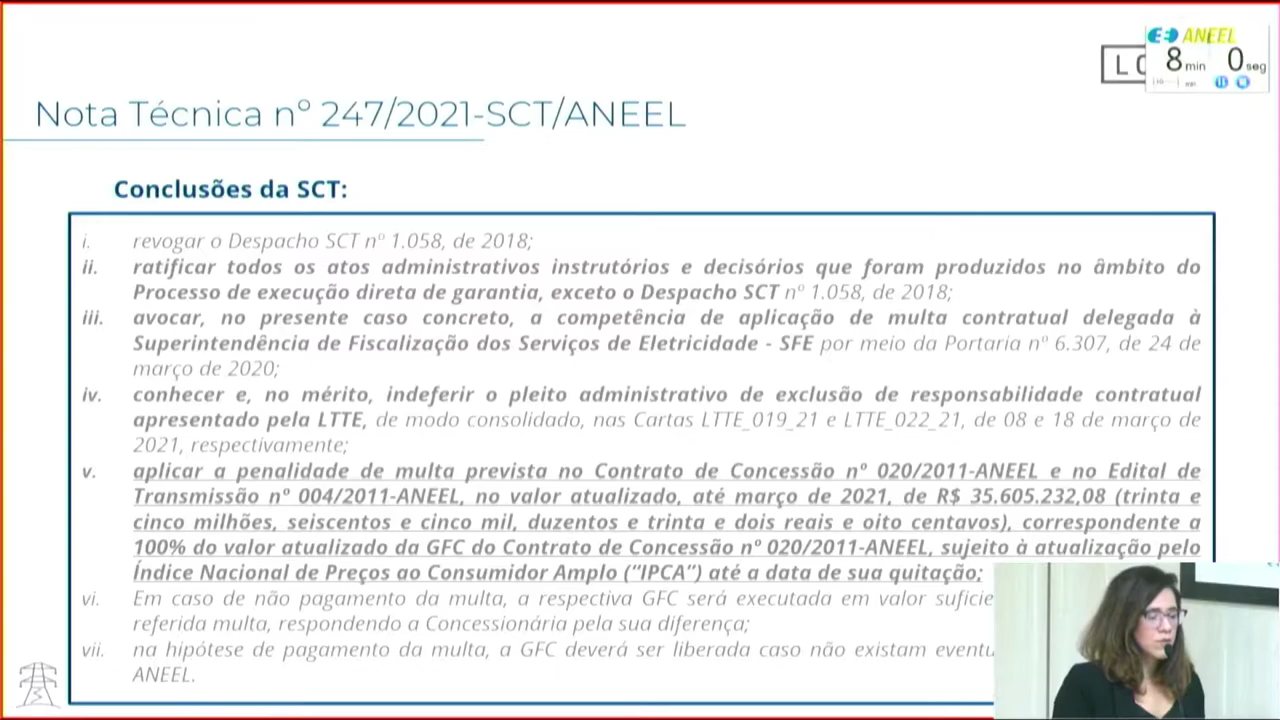 ANEEL
8 min 0 seg
Nota Técnica nº 247/2021-SCT/ANEEL
Conclusões da SCT:
i. revogar o Despacho SCT nº 1.058, de 2018;
ii. ratificar todos os atos administrativos instrutórios e decisórios que foram produzidos no âmbito do
Processo de execução direta de garantia, exceto o Despacho SCT nº 1.058, de 2018;
iii. avocar, no presente caso concreto, a competência de aplicação de multa contratual delegada à
Superintendência de Fiscalização dos Serviços de Eletricidade - SFE por meio da Portaria nº 6.307, de 24 de
março de 2020;
iv. conhecer e, no mérito, indeferir o pleito administrativo de exclusão de responsabilidade contratual
apresentado pela LTTE, de modo consolidado, nas Cartas LTTE_019_21 e LTTE_022_21, de 08 e 18 de março de
2021, respectivamente;
v. aplicar a penalidade de multa prevista no Contrato de Concessão nº 020/2011-ANEEL e no Edital de
Transmissão nº 004/2011-ANEEL, no valor atualizado, até março de 2021, de R$ 35.605.232,08 (trinta e
cinco milhões, seiscentos e cinco mil, duzentos e trinta e dois reais e oito centavos), correspondente a
100% do valor atualizado da GFC do Contrato de Concessão nº 020/2011-ANEEL, sujeito à atualização pelo
Índice Nacional de Preços ao Consumidor Amplo ("IPCA") até a data de sua quitação;
vi. Em caso de não pagamento da multa, a respectiva GFC será executada em valor
referida multa, respondendo a Concessionária pela sua diferença;
vii. na hipótese de pagamento da multa, a GFC deverá ser liberada caso não existam
ANEEL.